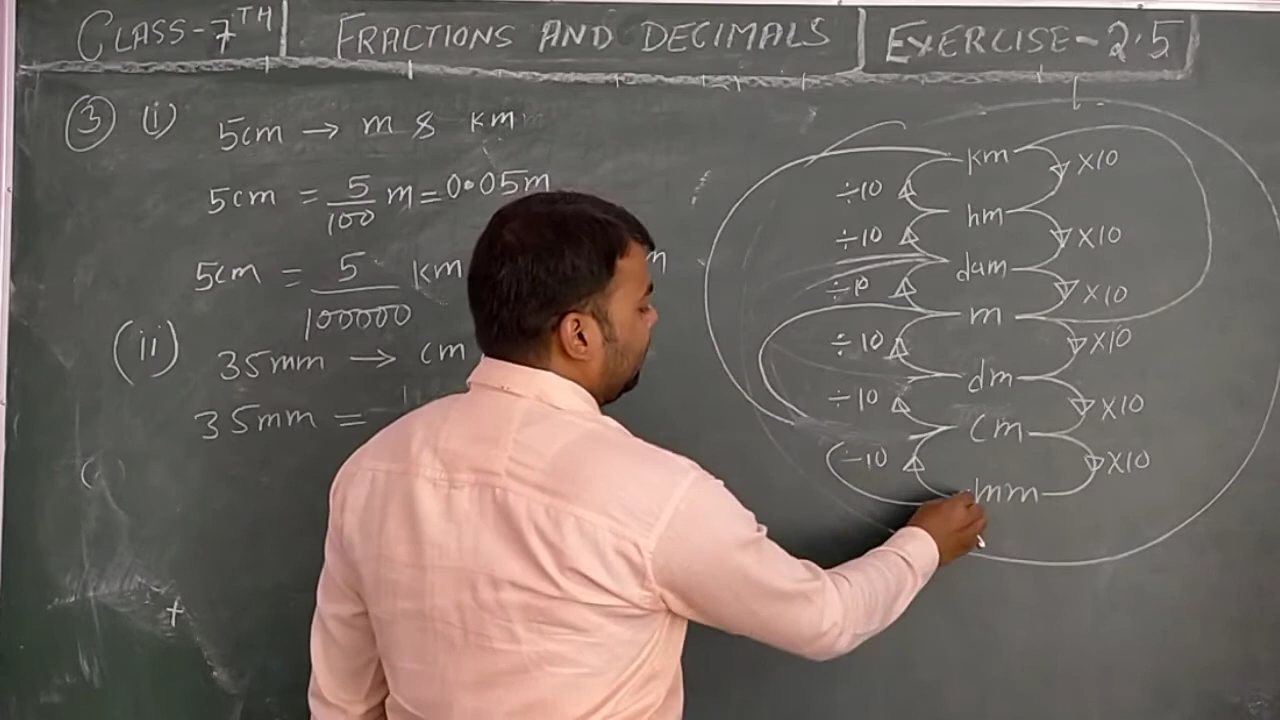 CLASS-7TH | FRACTIONS AND DECIMALS | EXERCISE-2.5
3 (i) 5cm → m & km
5cm = 5/100 m = 0.05m
5cm = 5/100000 km m
(ii) 35mm → cm
35mm =
km
÷10 ×10
hm
÷10 ×10
dam
÷10 ×10
m
÷10 ×10
dm
÷10 ×10
cm
÷10 ×10
mm